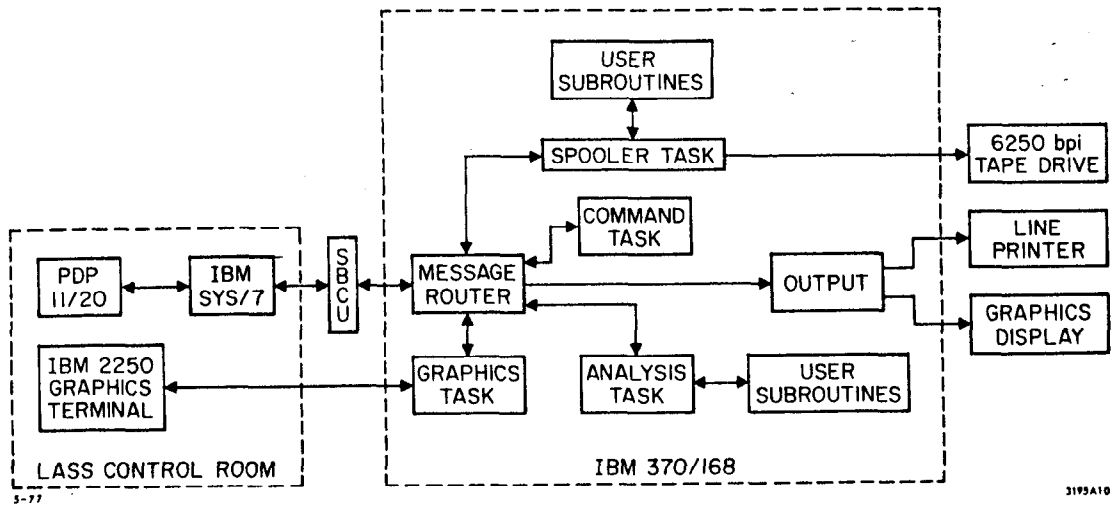 USER
SUBROUTINES
SPOOLER TASK
6250 bpi
TAPE DRIVE
COMMAND
TASK
LINE
PRINTER
PDP
11/20
IBM
SYS/7
SBCU
MESSAGE
ROUTER
OUTPUT
GRAPHICS
DISPLAY
IBM 2250
GRAPHICS
TERMINAL
GRAPHICS
TASK
ANALYSIS
TASK
USER
SUBROUTINES
LASS CONTROL ROOM
IBM 370/168
5-77
3195A10